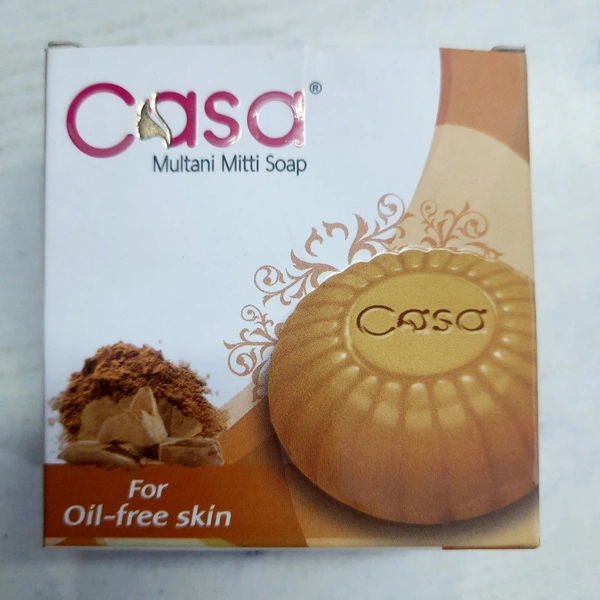 Casa®
Multani Mitti Soap
Casa
For
Oil-free skin